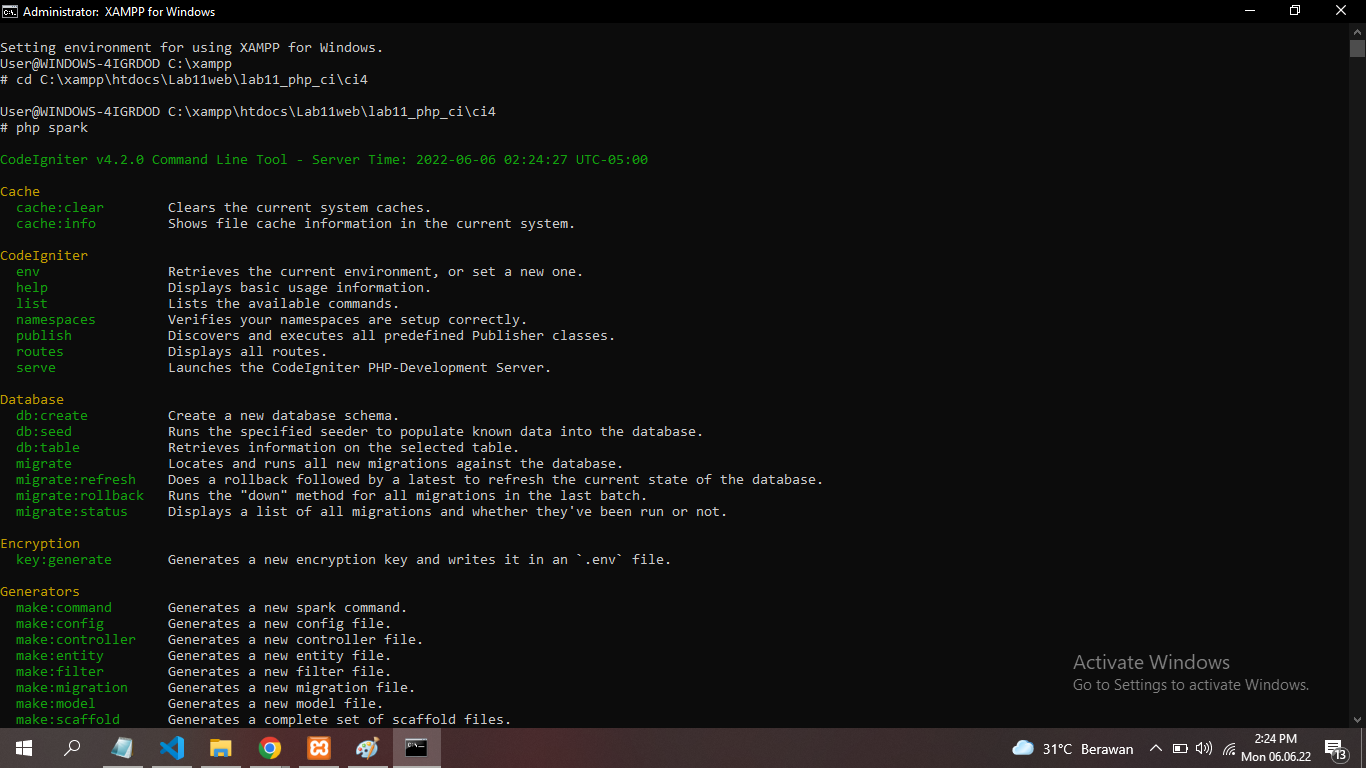 Administrator: XAMPP for Windows
Setting environment for using XAMPP for Windows.
User@WINDOWS-4IGRDOD C:\xampp
# cd C:\xampp\htdocs\Lab11web\lab11_php_ci\ci4
User@WINDOWS-4IGRDOD C:\xampp\htdocs\Lab11web\lab11_php_ci\ci4
# php spark
CodeIgniter v4.2.0 Command Line Tool - Server Time: 2022-06-06 02:24:27 UTC-05:00
Cache
cache:clear Clears the current system caches.
cache:info Shows file cache information in the current system.
CodeIgniter
env Retrieves the current environment, or set a new one.
help Displays basic usage information.
list Lists the available commands.
namespaces Verifies your namespaces are setup correctly.
publish Discovers and executes all predefined Publisher classes.
routes Displays all routes.
serve Launches the CodeIgniter PHP-Development Server.
Database
db:create Create a new database schema.
db:seed Runs the specified seeder to populate known data into the database.
db:table Retrieves information on the selected table.
migrate Locates and runs all new migrations against the database.
migrate:refresh Does a rollback followed by a latest to refresh the current state of the database.
migrate:rollback Runs the "down" method for all migrations in the last batch.
migrate:status Displays a list of all migrations and whether they've been run or not.
Encryption
key:generate Generates a new encryption key and writes it in an `.env` file.
Generators
make:command Generates a new spark command.
make:config Generates a new config file.
make:controller Generates a new controller file.
make:entity Generates a new entity file.
make:filter Generates a new filter file.
make:migration Generates a new migration file.
make:model Generates a new model file.
make:scaffold Generates a complete set of scaffold files.
Activate Windows
Go to Settings to activate Windows.
31°C Berawan
2:24 PM
Mon 06.06.22
13